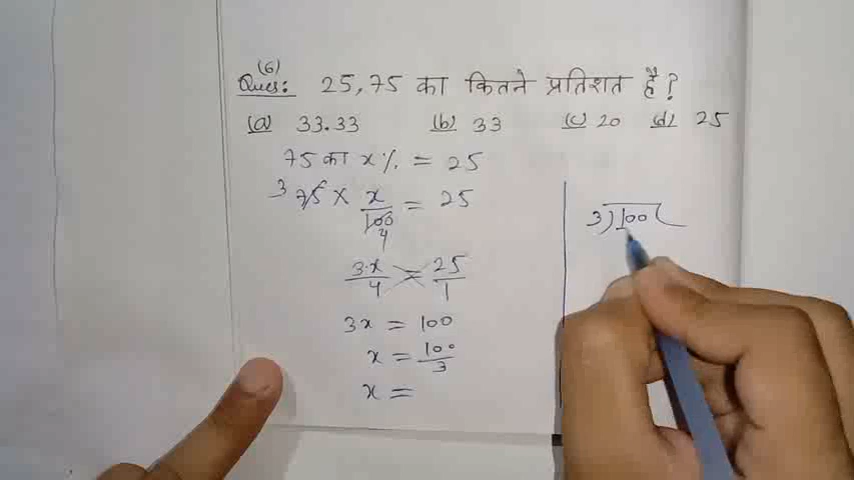 (6)
Ques: 25,75 का कितने प्रतिशत है?
(a) 33.33 (b) 33 (c) 20 (d) 25
75 का x% = 25
3 75 × x/100 = 25
4
3·x/4 = 25/1
3x = 100
x = 100/3
x =
3)100(